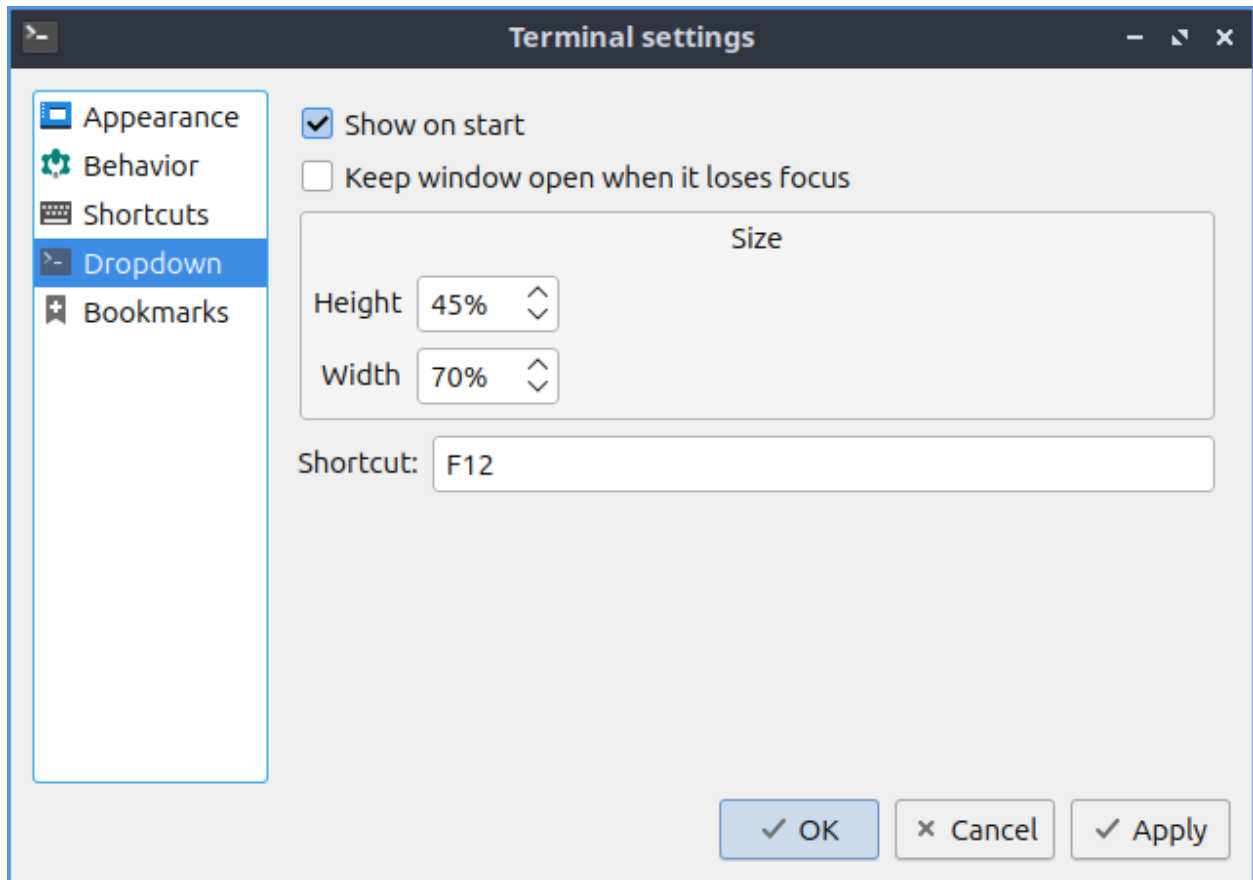 Terminal settings
Appearance
Behavior
Shortcuts
Dropdown
Bookmarks
Show on start
Keep window open when it loses focus
Size
Height 45%
Width 70%
Shortcut: F12
OK Cancel Apply